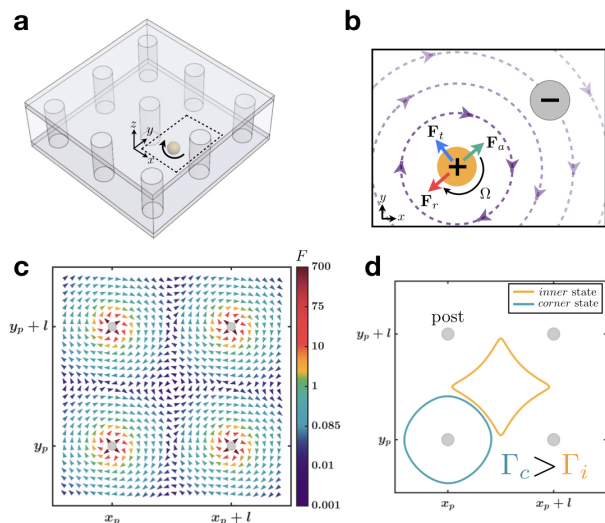 a
z
y
x
b
−
F_t
F_a
+
Ω
F_r
y
x
c
F
700
75
10
1
0.085
0.01
0.001
y_p + l
y_p
x_p
x_p + l
d
inner state
corner state
post
y_p + l
y_p
Γ_c > Γ_i
x_p
x_p + l